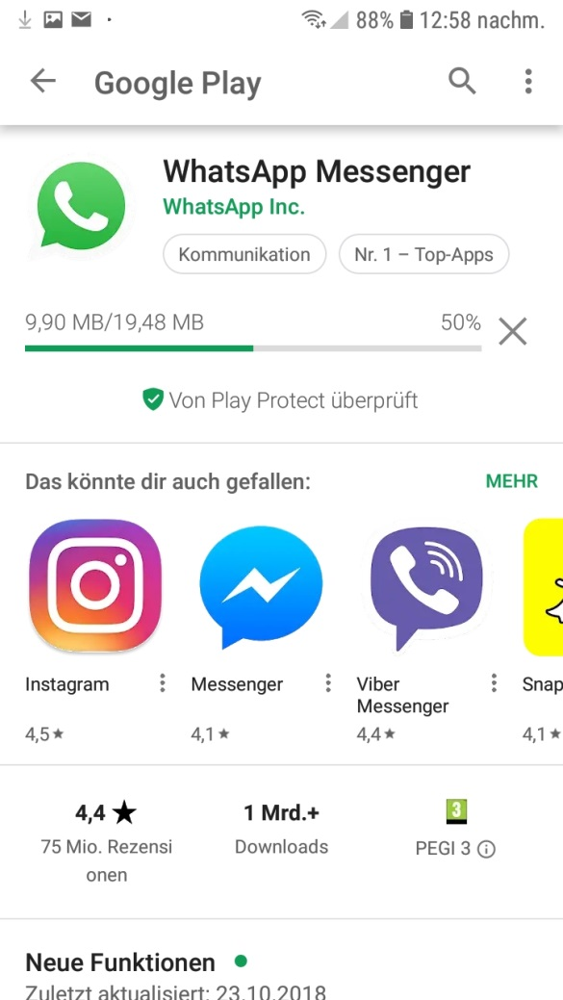 88% 12:58 nachm.
Google Play
WhatsApp Messenger
WhatsApp Inc.
Kommunikation Nr. 1 – Top-Apps
9,90 MB/19,48 MB 50%
Von Play Protect überprüft
Das könnte dir auch gefallen: MEHR
Instagram Messenger Viber Snap
Messenger
4,5★ 4,1★ 4,4★ 4,1★
4,4 ★ 1 Mrd.+ 3
75 Mio. Rezensi Downloads PEGI 3
onen
Neue Funktionen
Zuletzt aktualisiert: 23.10.2018